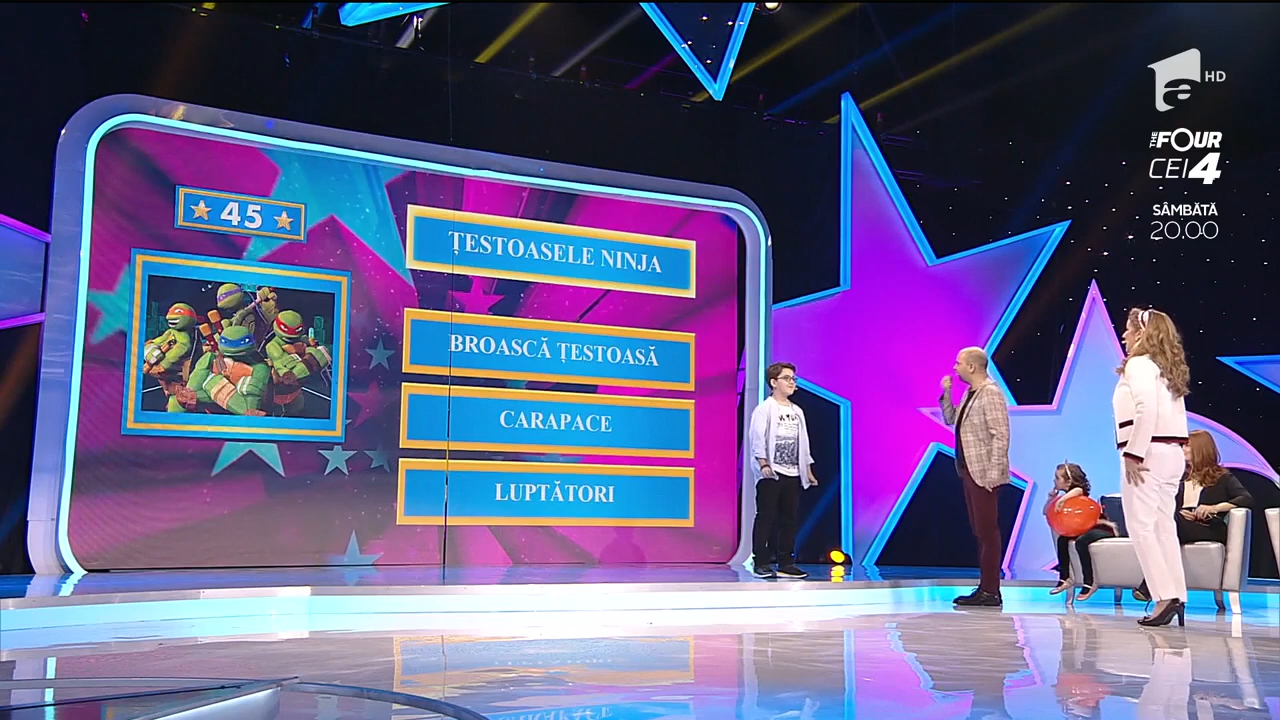 45
ȚESTOASELE NINJA
BROASCĂ ȚESTOASĂ
CARAPACE
LUPTĂTORI
a HD
THE FOUR
CEI 4
SÂMBĂTĂ
20.00